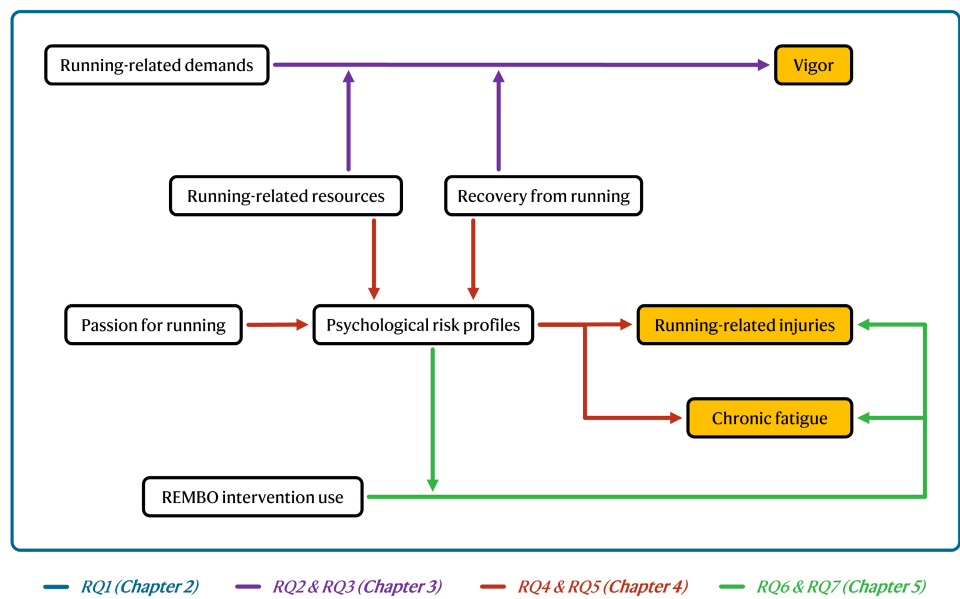 Running-related demands
Vigor
Running-related resources
Recovery from running
Passion for running
Psychological risk profiles
Running-related injuries
Chronic fatigue
REMBO intervention use
RQ1 (Chapter 2)
RQ2 & RQ3 (Chapter 3)
RQ4 & RQ5 (Chapter 4)
RQ6 & RQ7 (Chapter 5)